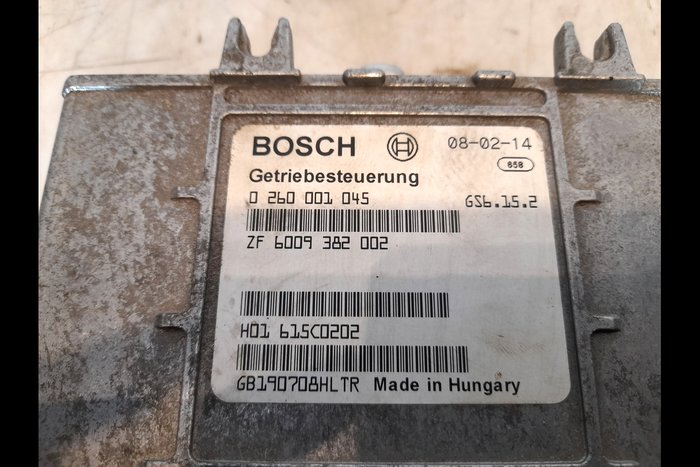 BOSCH 08-02-14
858
Getriebesteuerung
0 260 001 045 GS6.15.2
ZF 6009 382 002
H01 615C0202
GB190708HLTR Made in Hungary